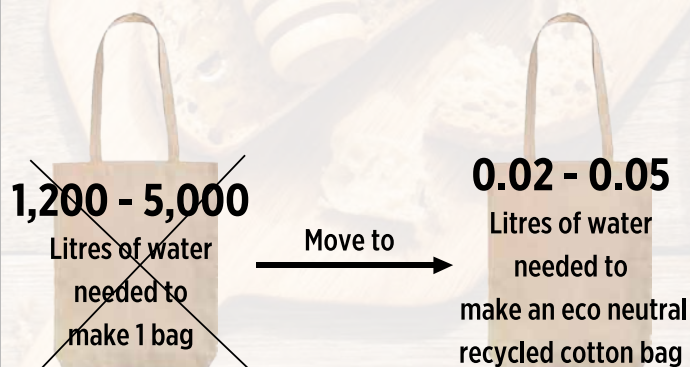 1,200 - 5,000
Litres of water
needed to
make 1 bag
Move to
0.02 - 0.05
Litres of water
needed to
make an eco neutral
recycled cotton bag